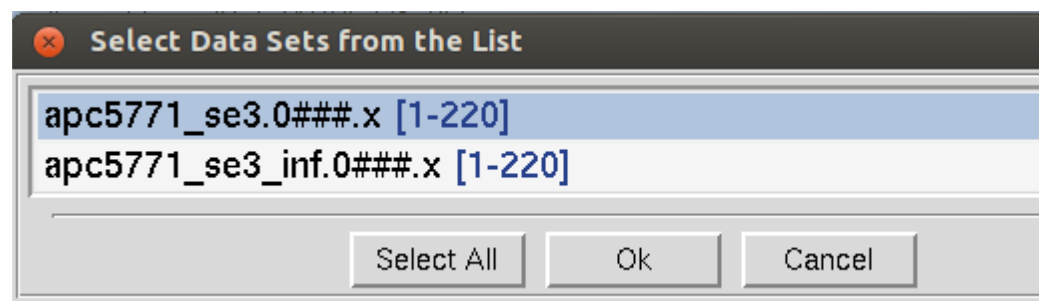 Select Data Sets from the List
apc5771_se3.0###.x [1-220]
apc5771_se3_inf.0###.x [1-220]
Select All Ok Cancel